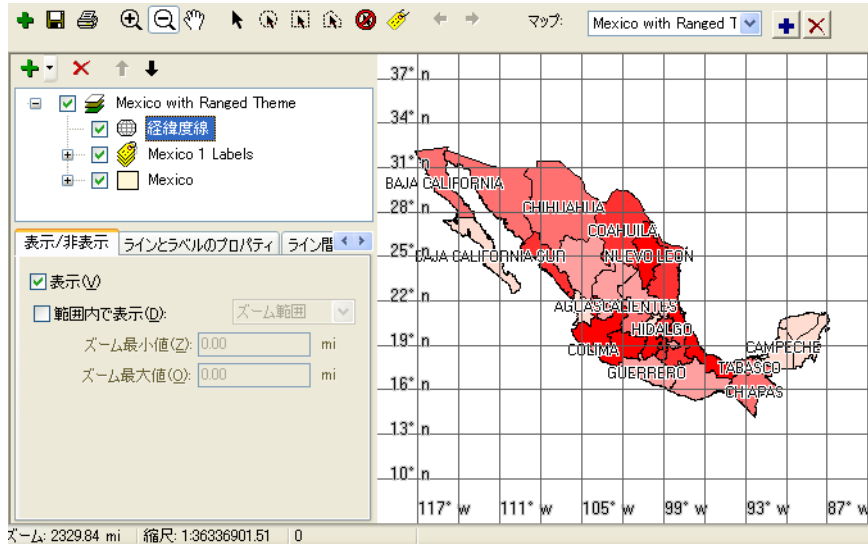 マップ: Mexico with Ranged T
Mexico with Ranged Theme
経緯度線
Mexico 1 Labels
Mexico
表示/非表示 ラインとラベルのプロパティ ライン間
表示(V)
範囲内で表示(D): ズーム範囲
ズーム最小値(Z): 0.00 mi
ズーム最大値(O): 0.00 mi
37° n
34° n
31° n
BAJA CALIFORNIA
28° n
CHIHUAHUA
COAHUILA
25° n
BAJA CALIFORNIA SUR
NUEVO LEON
22° n
AGUASCALIENTES
19° n
HIDALGO
COLIMA
CAMPECHE
TABASCO
16° n
GUERRERO
CHIAPAS
13° n
10° n
117° w 111° w 105° w 99° w 93° w 87° w
ズーム: 2329.84 mi 縮尺: 1:36336901.51 0